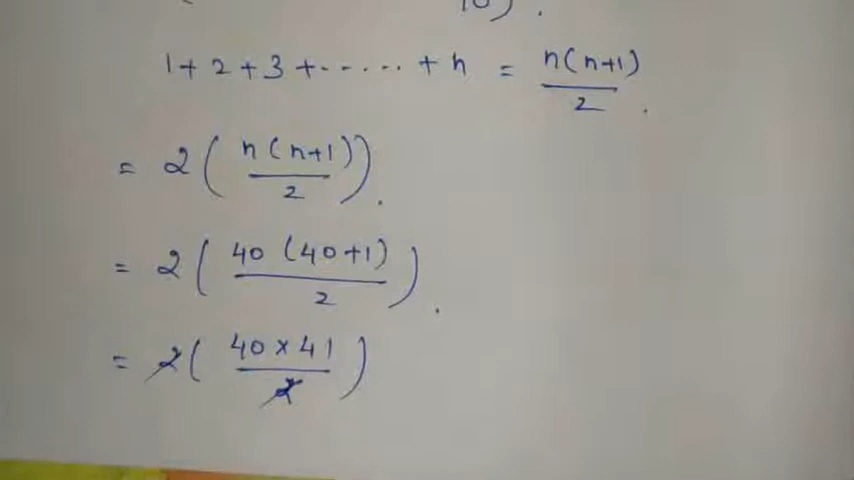 1 + 2 + 3 + ...... + n = n(n+1)/2.
= 2(n(n+1)/2).
= 2(40(40+1)/2).
= 2(40×41/2)